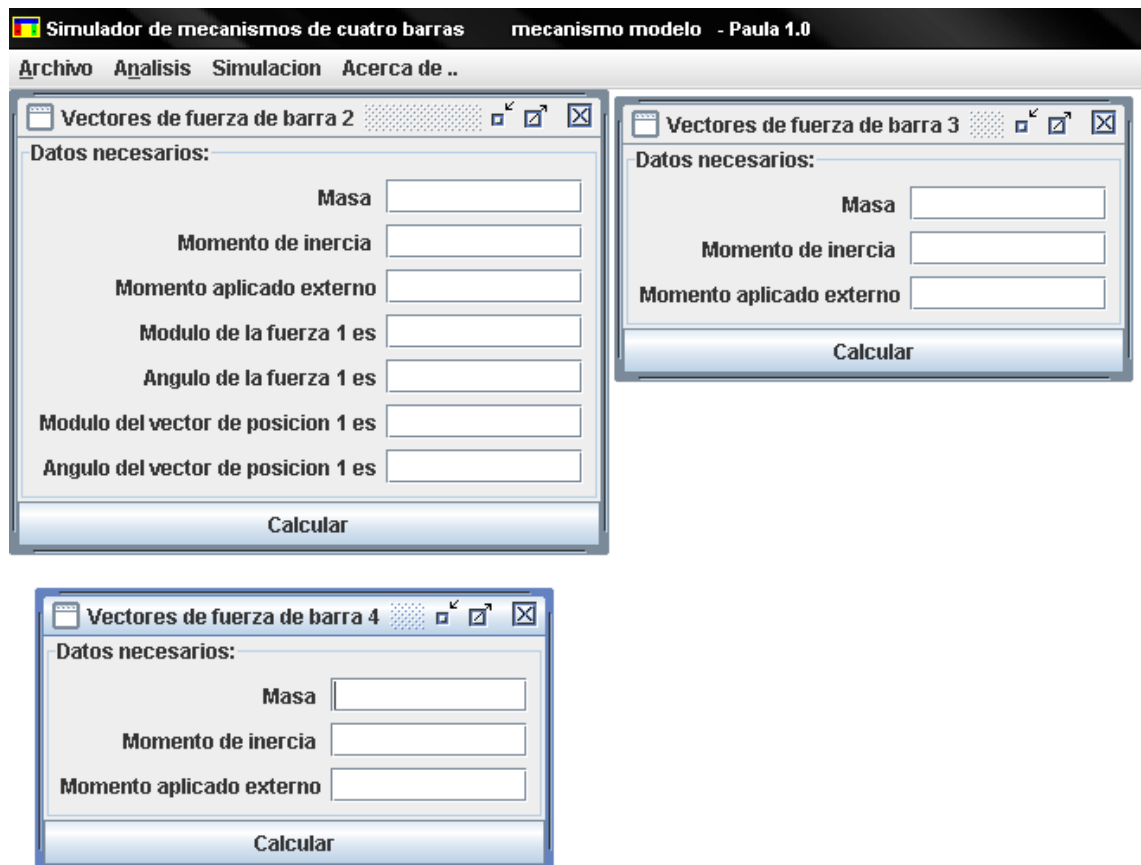 Simulador de mecanismos de cuatro barras mecanismo modelo - Paula 1.0
Archivo Analisis Simulacion Acerca de ..
Vectores de fuerza de barra 2
Datos necesarios:
Masa
Momento de inercia
Momento aplicado externo
Modulo de la fuerza 1 es
Angulo de la fuerza 1 es
Modulo del vector de posicion 1 es
Angulo del vector de posicion 1 es
Calcular
Vectores de fuerza de barra 3
Datos necesarios:
Masa
Momento de inercia
Momento aplicado externo
Calcular
Vectores de fuerza de barra 4
Datos necesarios:
Masa
Momento de inercia
Momento aplicado externo
Calcular